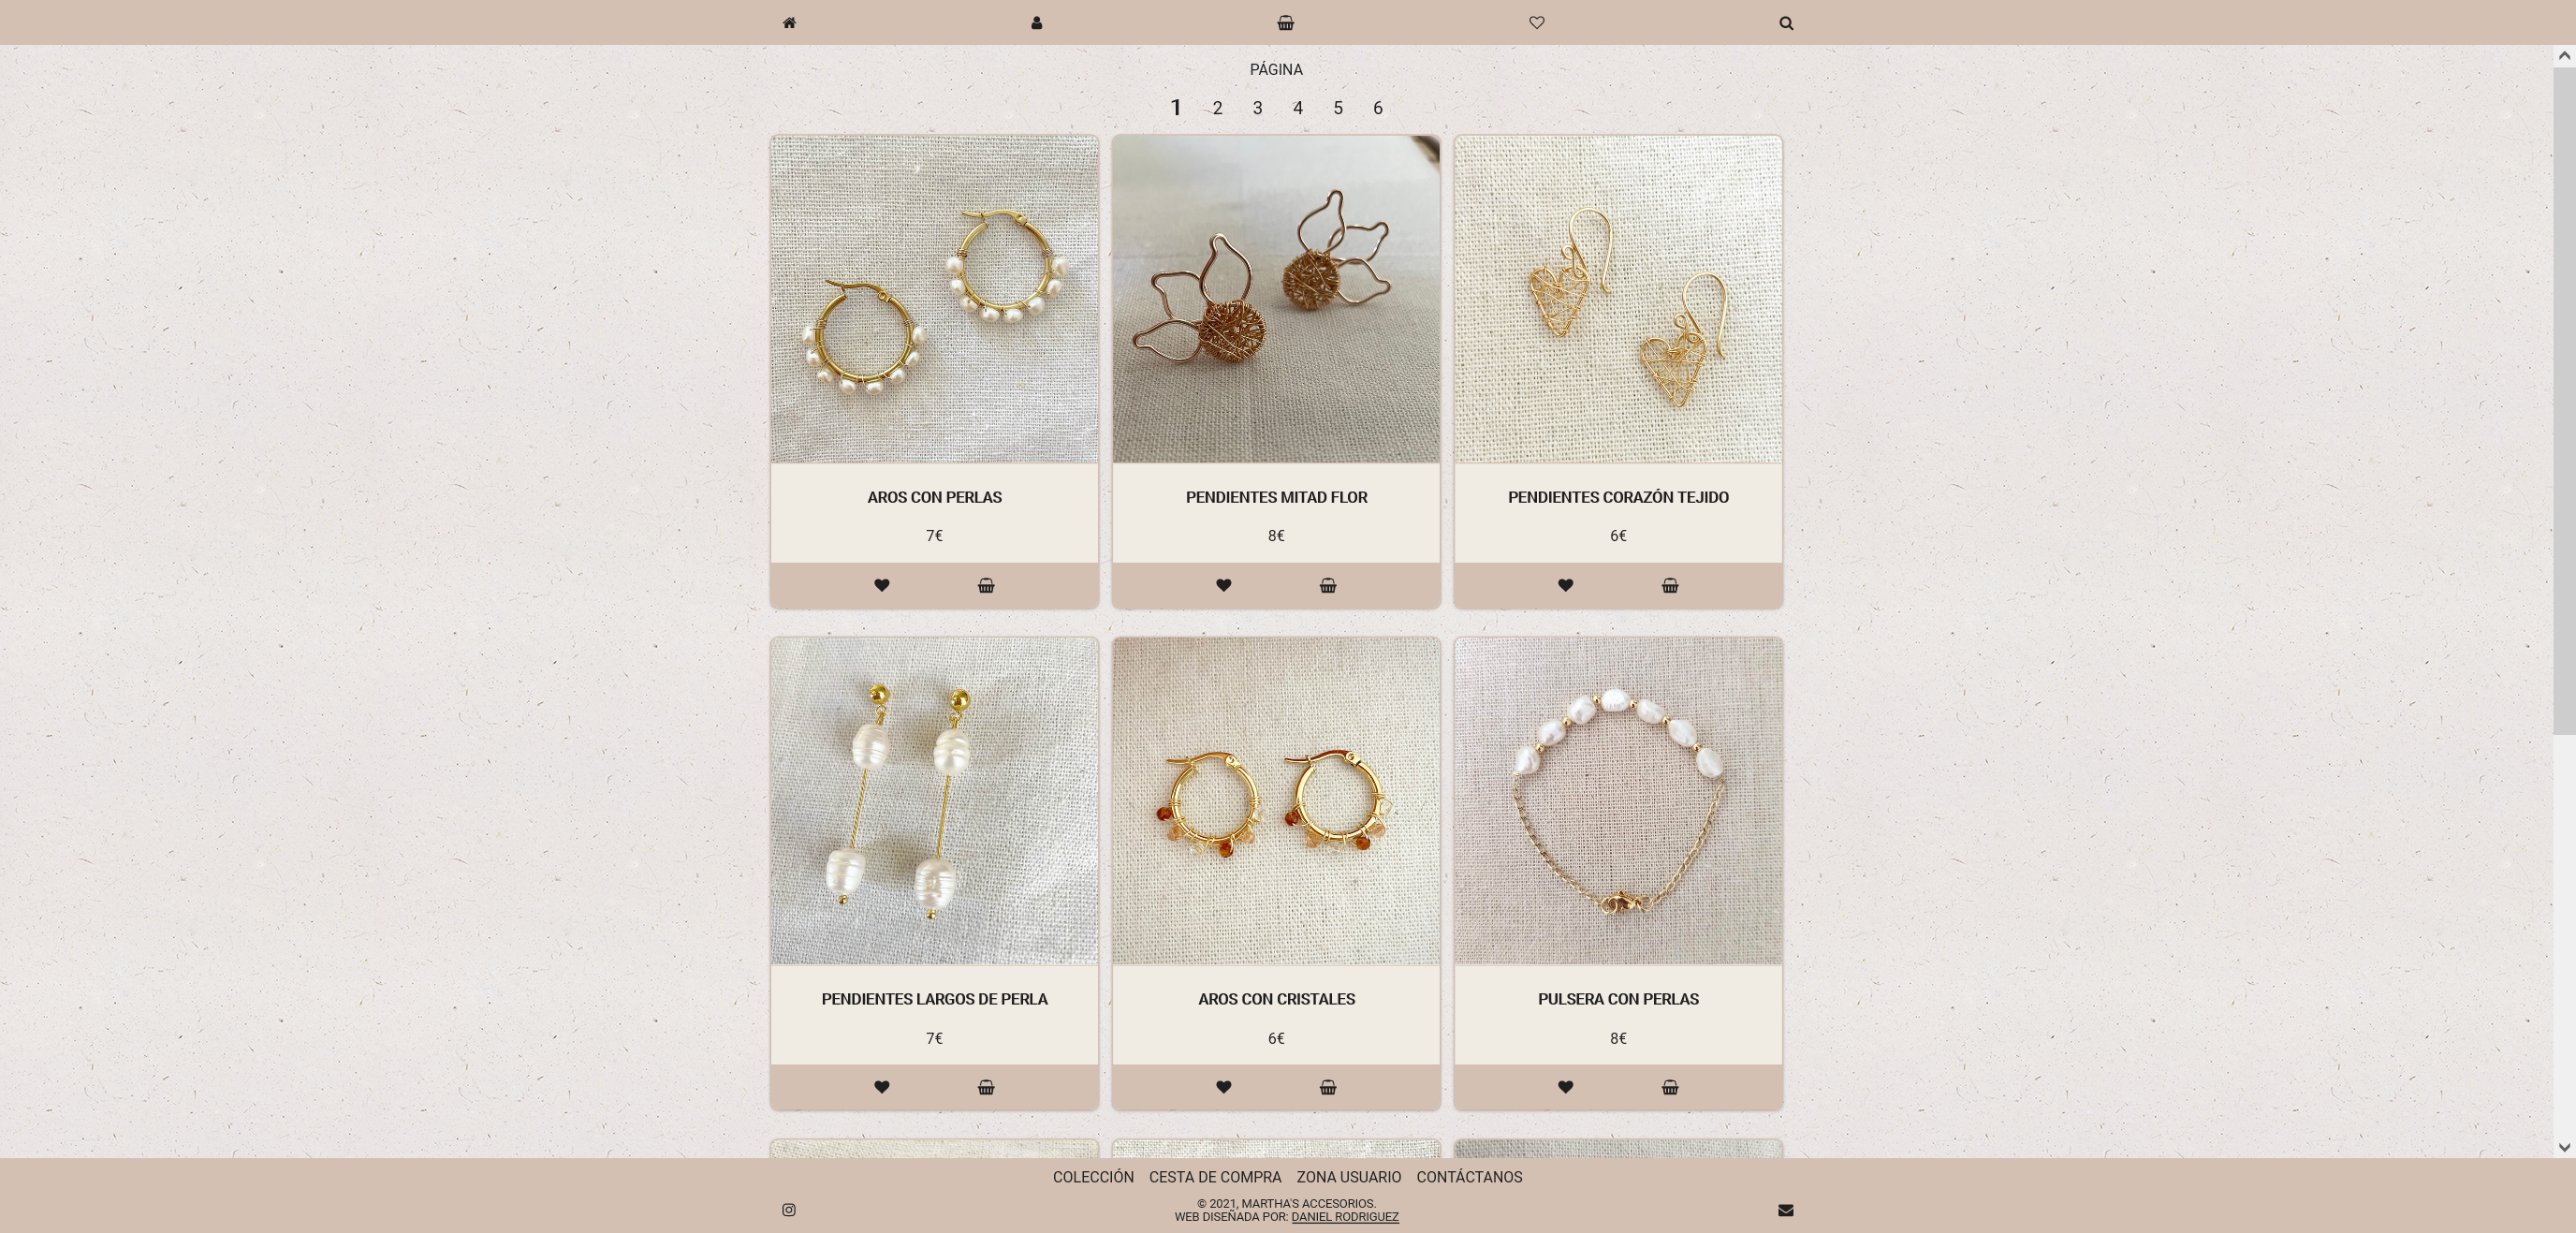 PÁGINA
1 2 3 4 5 6
AROS CON PERLAS
7€
PENDIENTES MITAD FLOR
8€
PENDIENTES CORAZÓN TEJIDO
6€
PENDIENTES LARGOS DE PERLA
7€
AROS CON CRISTALES
6€
PULSERA CON PERLAS
8€
COLECCIÓN CESTA DE COMPRA ZONA USUARIO CONTÁCTANOS
© 2021, MARTHA'S ACCESORIOS.
WEB DISEÑADA POR: DANIEL RODRIGUEZ